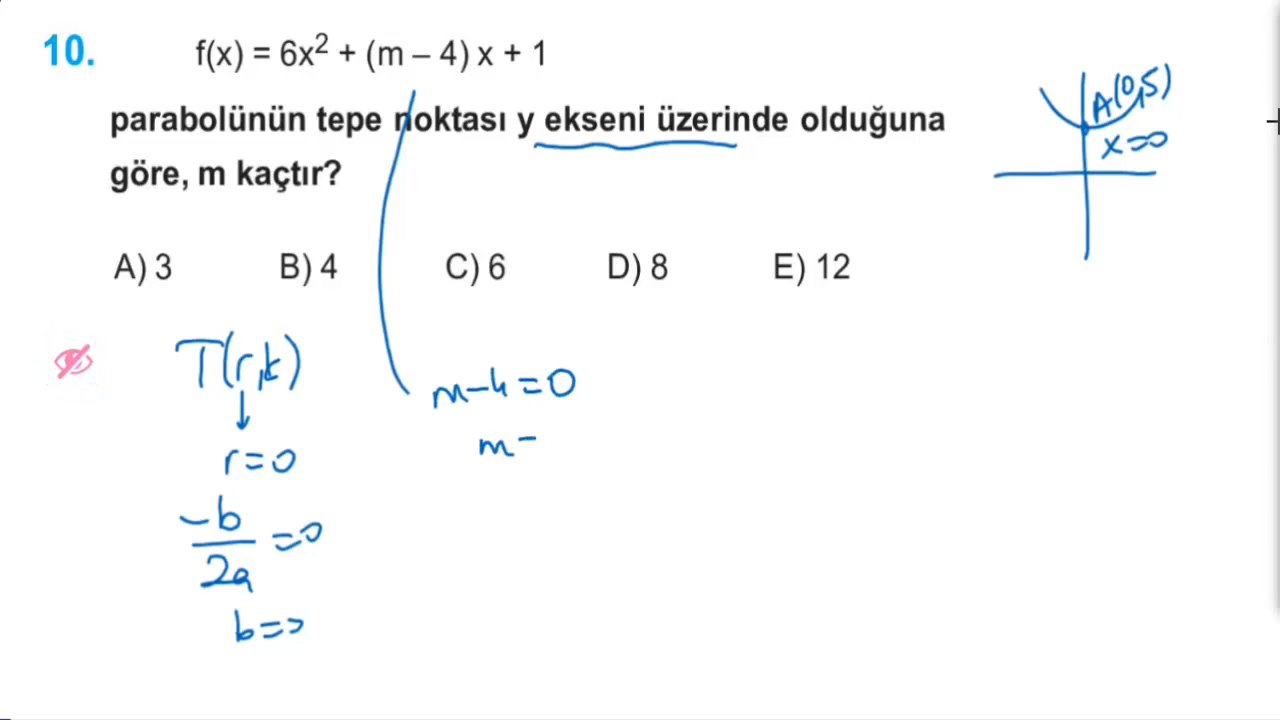 10. f(x) = 6x² + (m – 4) x + 1
parabolünün tepe noktası y ekseni üzerinde olduğuna
göre, m kaçtır?
A) 3 B) 4 C) 6 D) 8 E) 12
A(0,5)
x=0
T(r,k)
↓
r=0
-b
2a
=0
b=
m-4=0
m